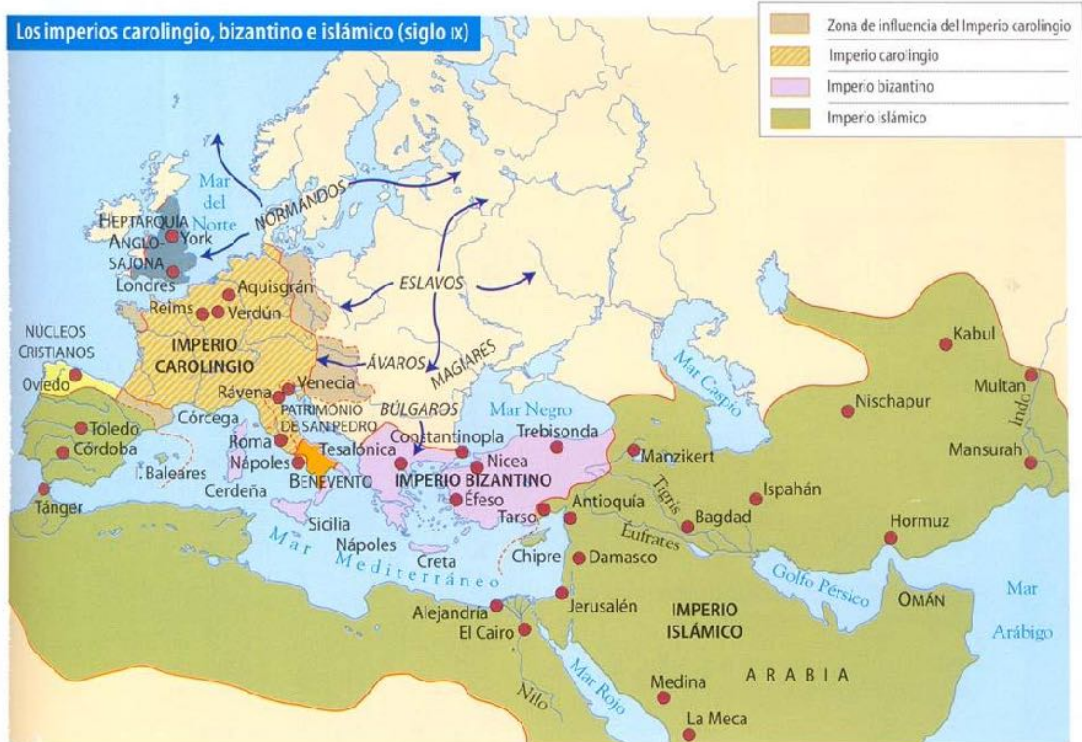 Los imperios carolingio, bizantino e islámico (siglo IX)
Zona de influencia del Imperio carolingio
Imperio carolingio
Imperio bizantino
Imperio islámico
Mar
del
Norte
NORMANDOS
HEPTARQUÍA
ANGLO-
SAJONA
York
Londres
ESLAVOS
Aquisgrán
Reims
Verdún
NÚCLEOS
CRISTIANOS
IMPERIO
CAROLINGIO
ÁVAROS
MAGIARES
Mar Caspio
Kabul
Oviedo
Venecia
Rávena
Multan
Indo
Nischapur
Córcega
PATRIMONIO
DE SAN PEDRO
BÚLGAROS
Mar Negro
Toledo
Córdoba
Roma
Tesalónica
Constantinopla
Trebisonda
Manzikert
Mansurah
I. Baleares
Nápoles
Nicea
Cerdeña
BENEVENTO
IMPERIO BIZANTINO
Tánger
Éfeso
Tigris
Ispahán
Antioquía
Bagdad
Hormuz
Sicilia
Tarso
Éufrates
Nápoles
Creta
Chipre
Damasco
Mar Mediterráneo
Golfo Pérsico
OMÁN
Mar
Arábigo
Alejandría
Jerusalén
El Cairo
IMPERIO
ISLÁMICO
ARABIA
Nilo
Mar Rojo
Medina
La Meca